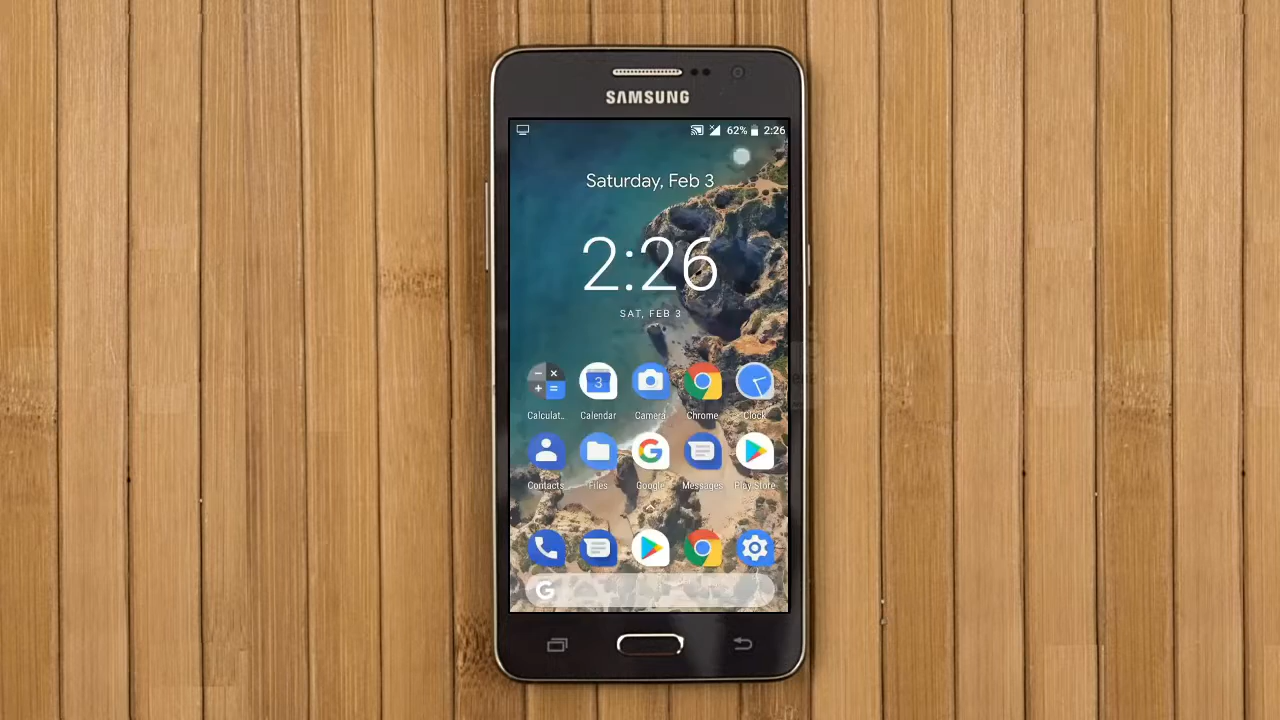 SAMSUNG
62% 2:26
Saturday, Feb 3
2:26
SAT, FEB 3
3
Calculat.. Calendar Camera Chrome Clock
Contacts Files Google Messages Play Store